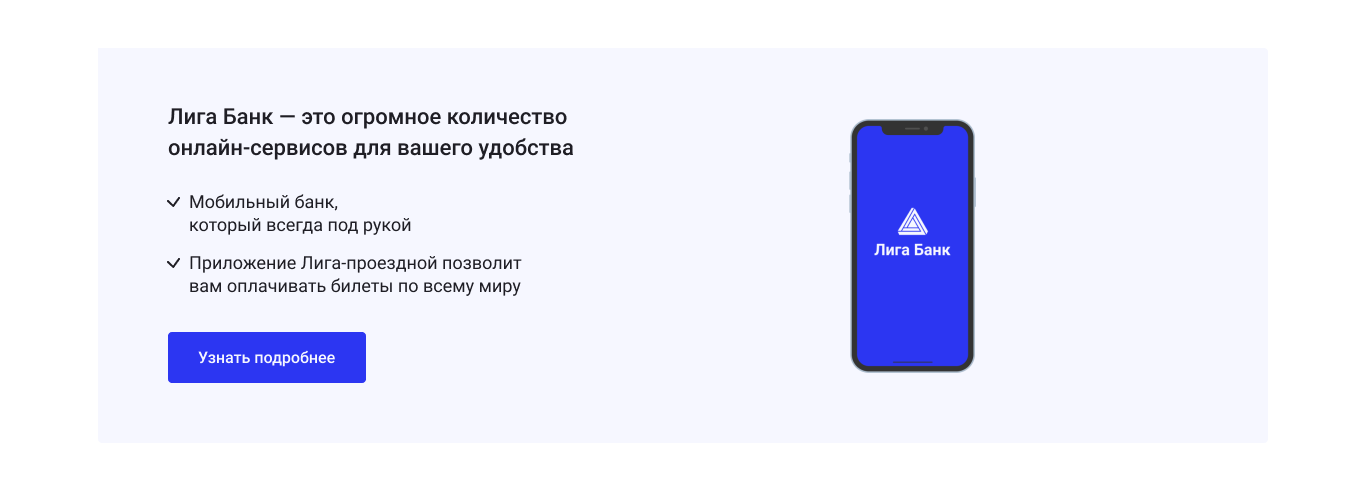 Лига Банк — это огромное количество
онлайн-сервисов для вашего удобства
Мобильный банк,
который всегда под рукой
Приложение Лига-проездной позволит
вам оплачивать билеты по всему миру
Узнать подробнее
Лига Банк